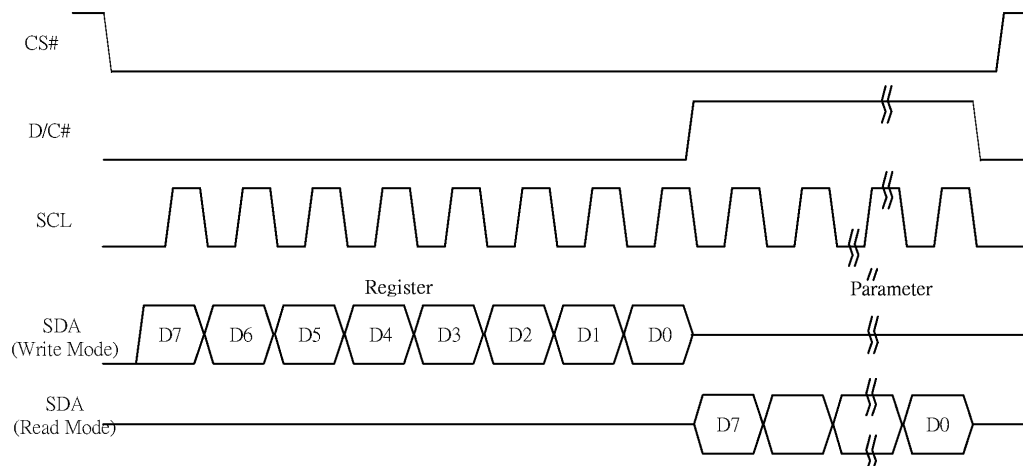 CS#
D/C#
SCL
Register Parameter
SDA
(Write Mode)
D7 D6 D5 D4 D3 D2 D1 D0
SDA
(Read Mode)
D7 D0